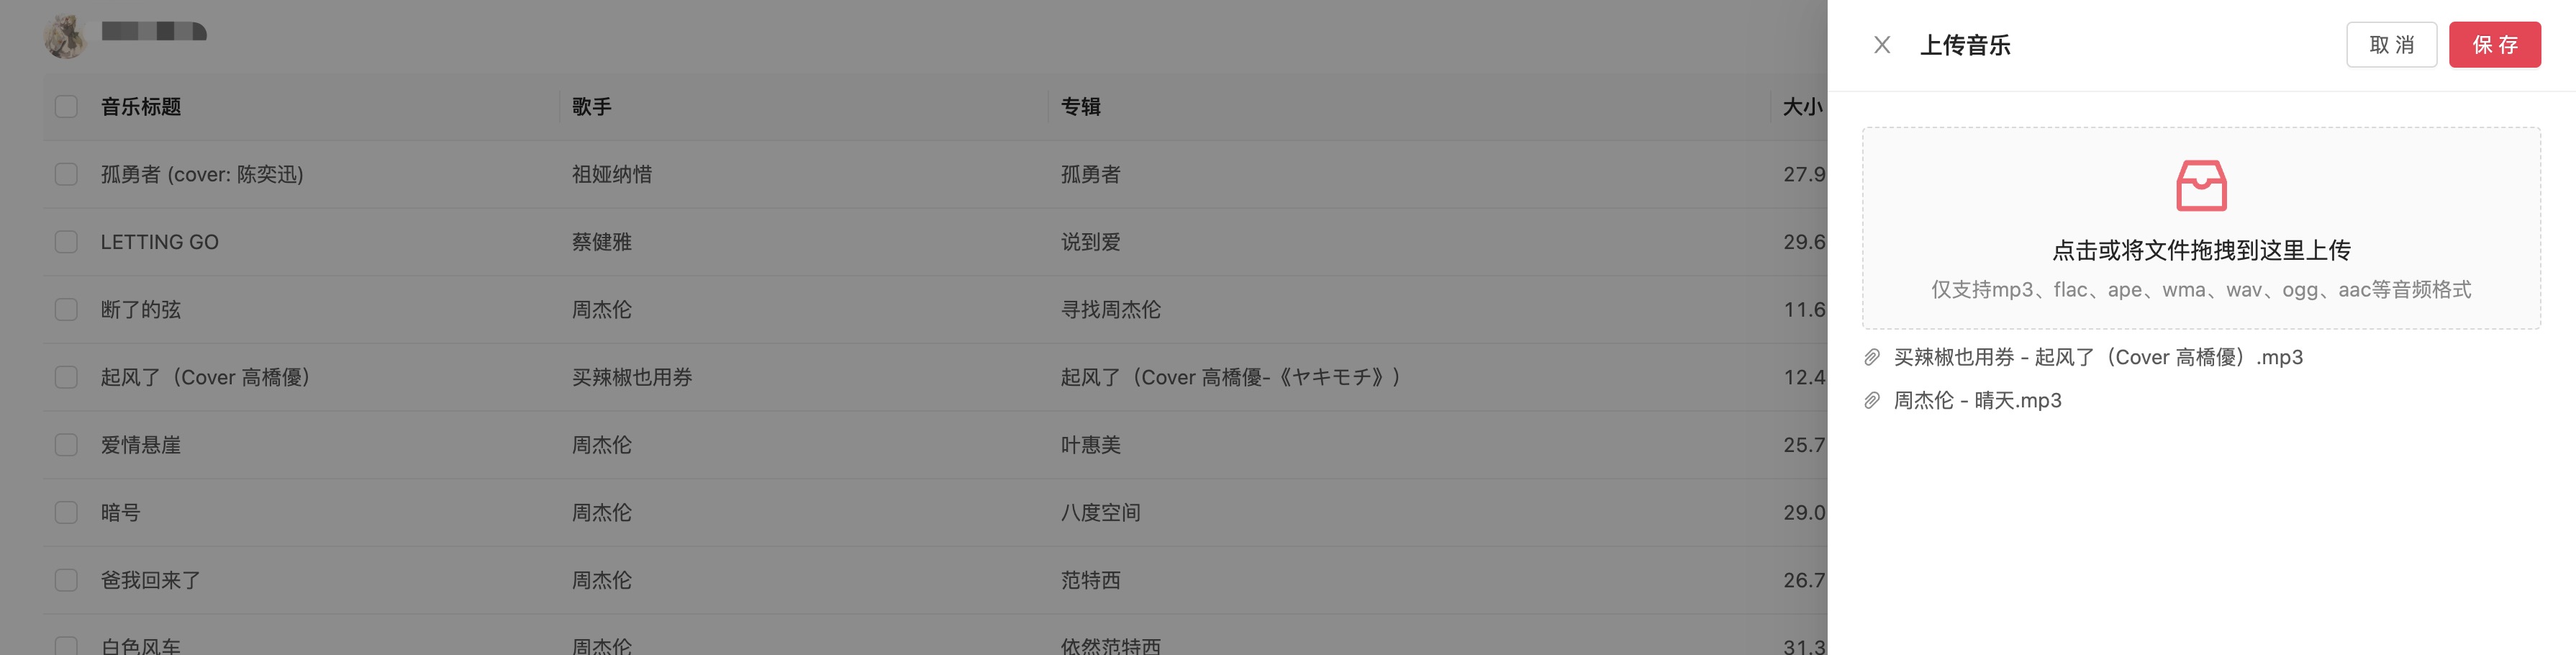 音乐标题 歌手 专辑 大小
孤勇者 (cover: 陈奕迅) 祖娅纳惜 孤勇者 27.9
LETTING GO 蔡健雅 说到爱 29.6
断了的弦 周杰伦 寻找周杰伦 11.6
起风了（Cover 高橋優） 买辣椒也用券 起风了（Cover 高橋優-《ヤキモチ》） 12.4
爱情悬崖 周杰伦 叶惠美 25.7
暗号 周杰伦 八度空间 29.0
爸我回来了 周杰伦 范特西 26.7
白色风车 周杰伦 依然范特西 31.3
上传音乐 取 消 保 存
点击或将文件拖拽到这里上传
仅支持mp3、flac、ape、wma、wav、ogg、aac等音频格式
买辣椒也用券 - 起风了（Cover 高橋優）.mp3
周杰伦 - 晴天.mp3